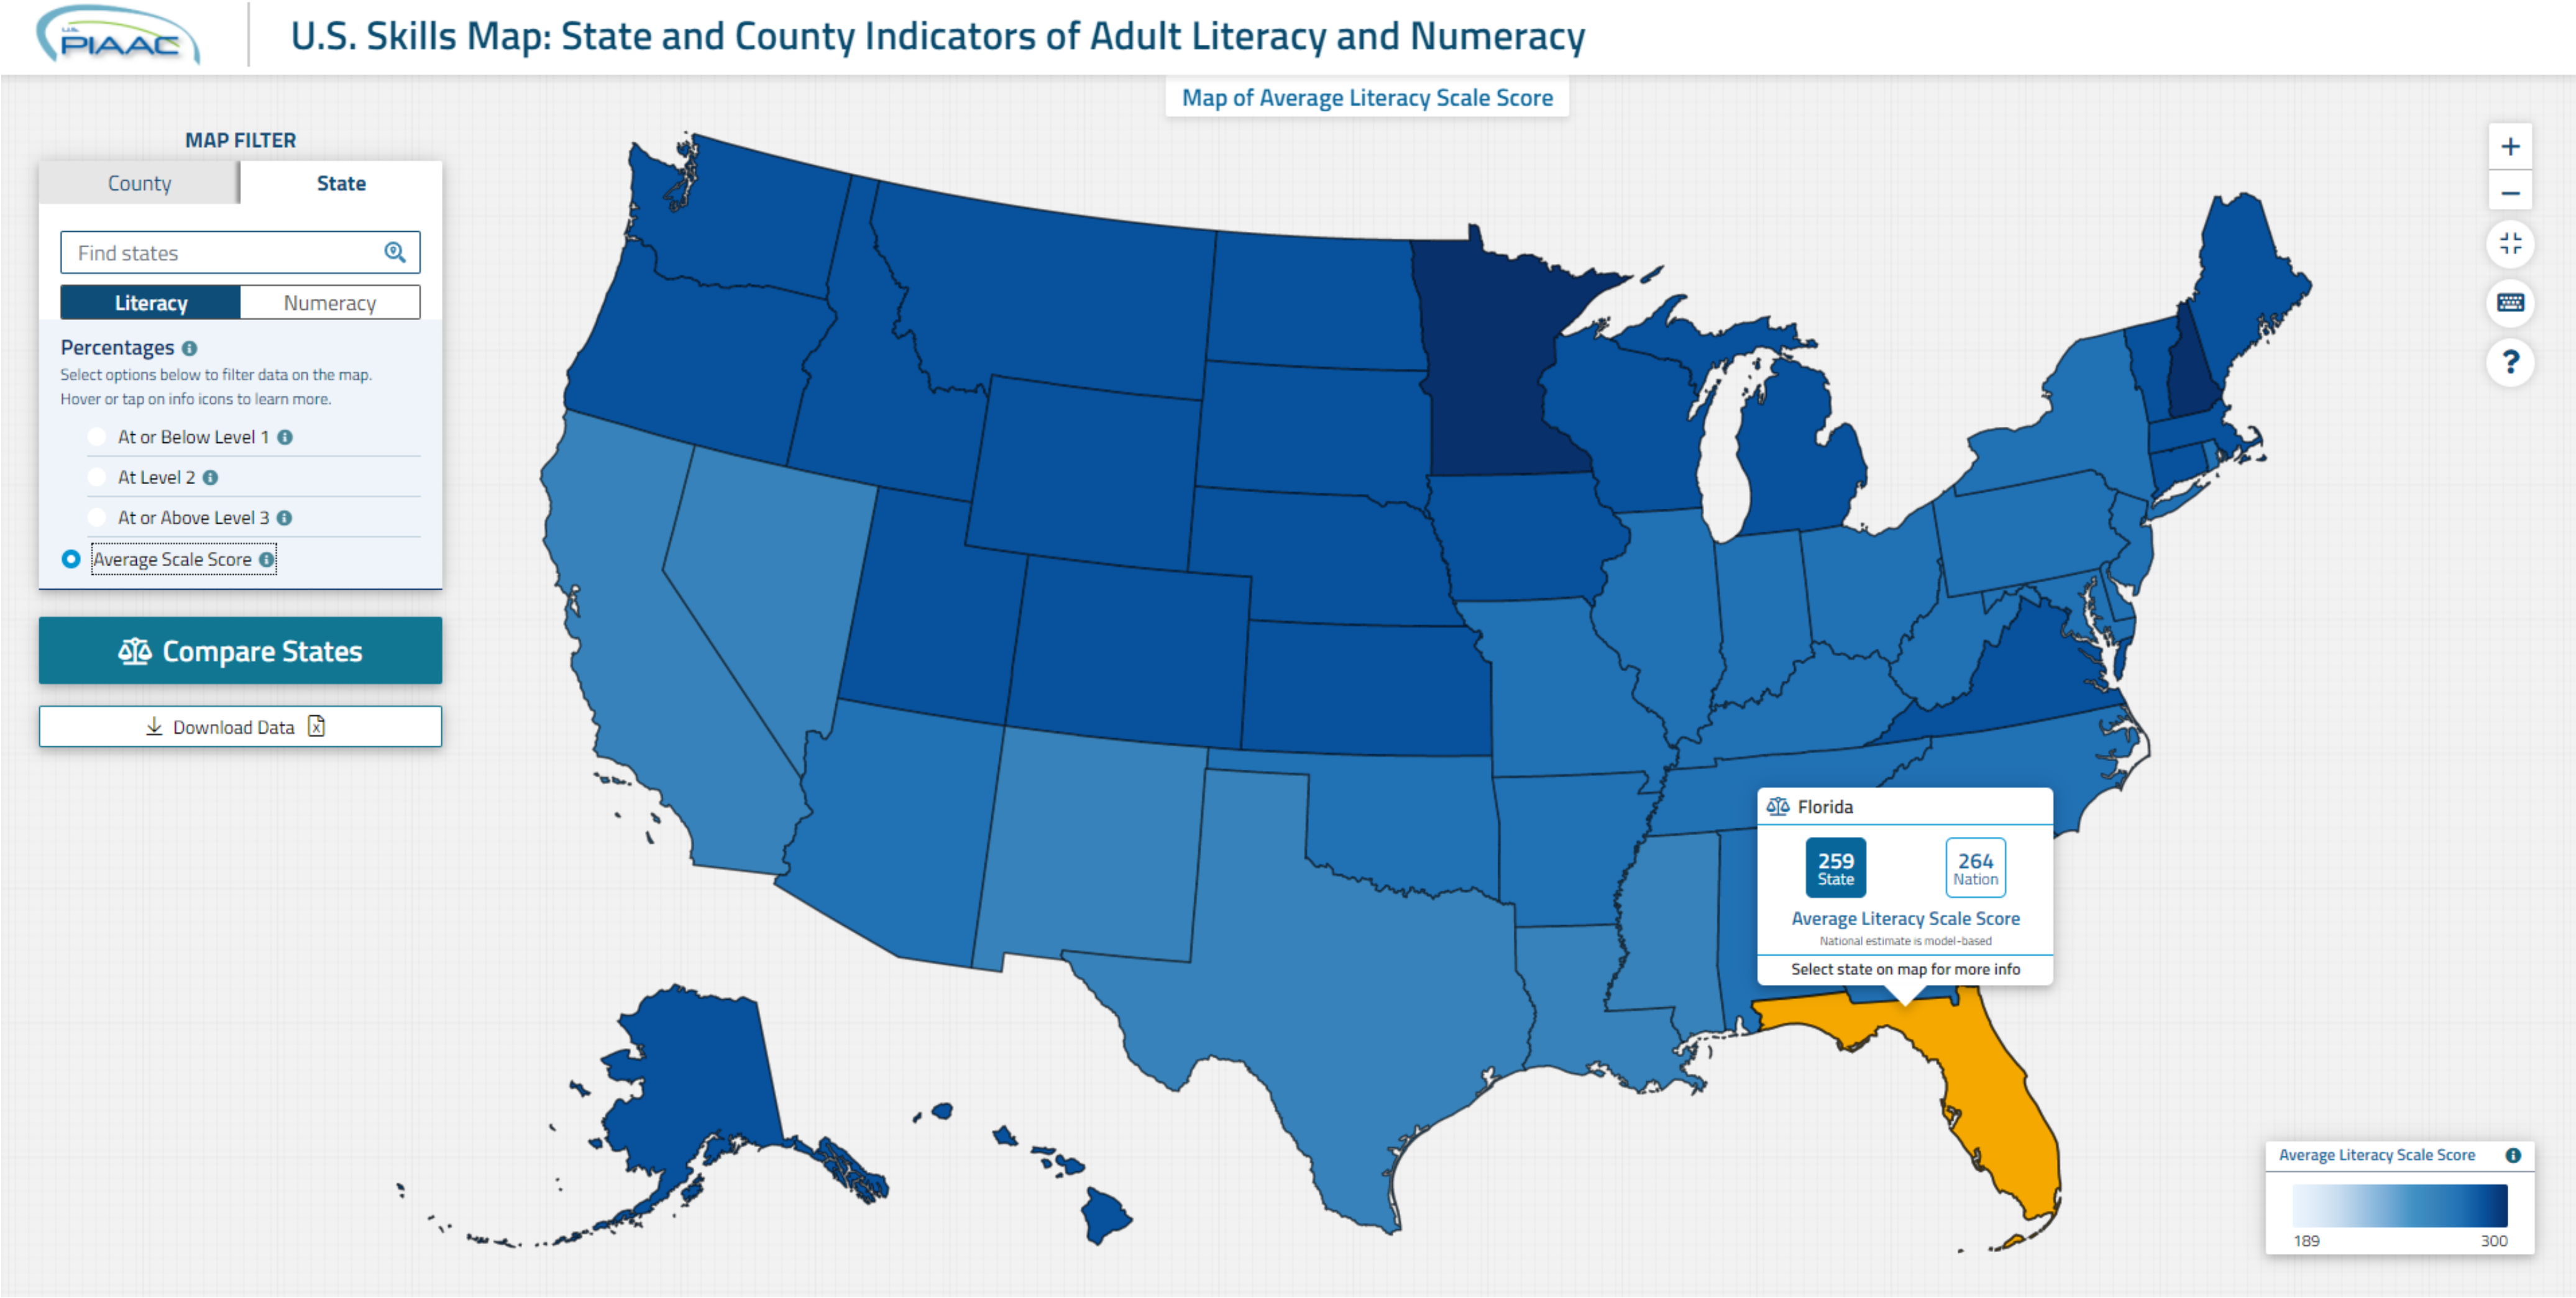 U.S. PIAAC
U.S. Skills Map: State and County Indicators of Adult Literacy and Numeracy
Map of Average Literacy Scale Score
MAP FILTER
County
State
Find states
Literacy
Numeracy
Percentages
Select options below to filter data on the map.
Hover or tap on info icons to learn more.
At or Below Level 1
At Level 2
At or Above Level 3
Average Scale Score
Compare States
Download Data
+
−
?
Florida
259
State
264
Nation
Average Literacy Scale Score
National estimate is model-based
Select state on map for more info
Average Literacy Scale Score
189
300